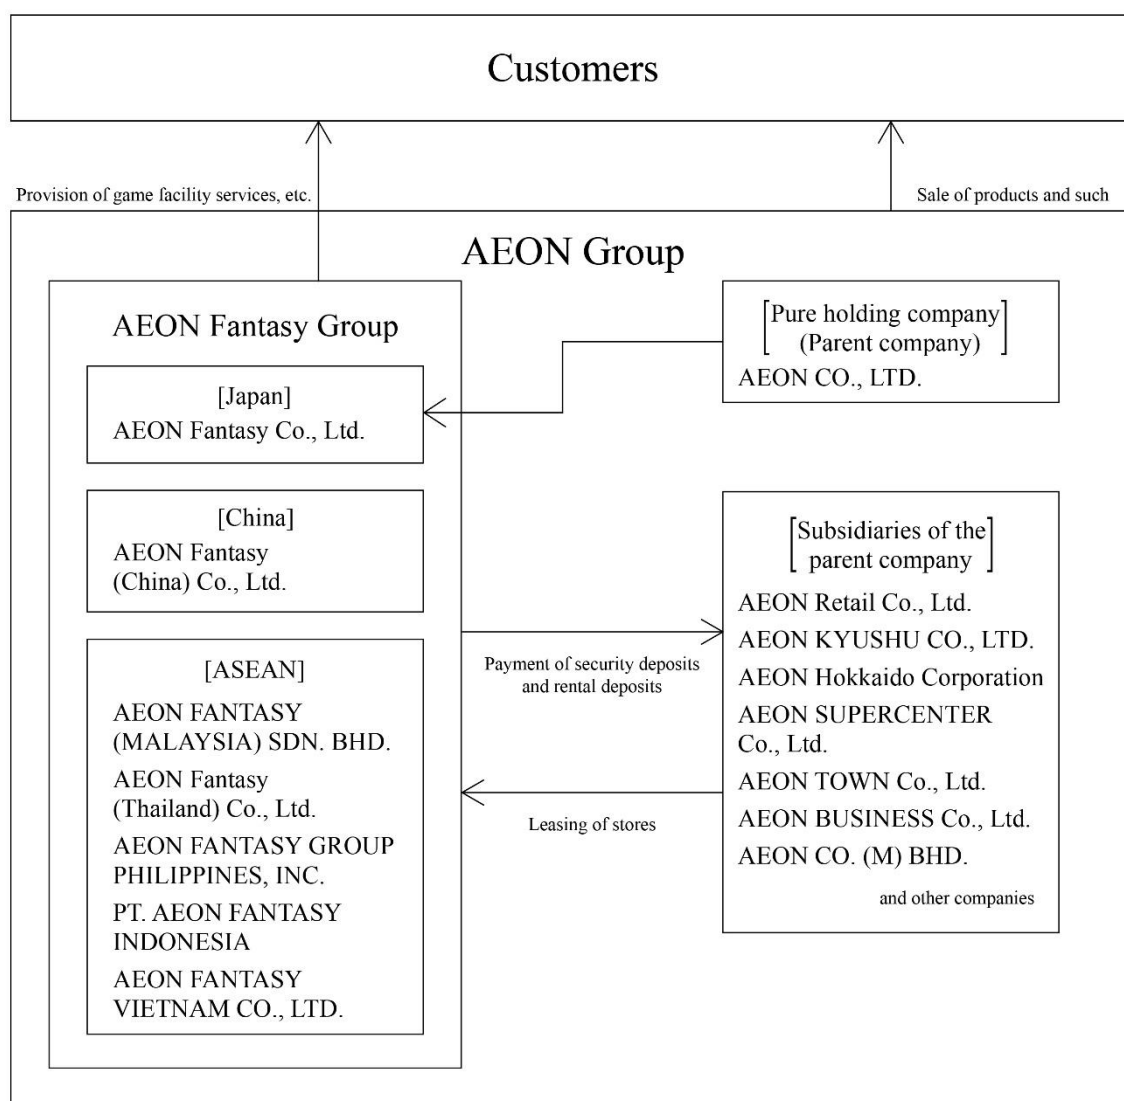 Customers
Provision of game facility services, etc.
Sale of products and such
AEON Group
AEON Fantasy Group
[Japan]
AEON Fantasy Co., Ltd.
[China]
AEON Fantasy
(China) Co., Ltd.
[ASEAN]
AEON FANTASY
(MALAYSIA) SDN. BHD.
AEON Fantasy
(Thailand) Co., Ltd.
AEON FANTASY GROUP
PHILIPPINES, INC.
PT. AEON FANTASY
INDONESIA
AEON FANTASY
VIETNAM CO., LTD.
[Pure holding company
(Parent company)]
AEON CO., LTD.
Payment of security deposits
and rental deposits
Leasing of stores
[Subsidiaries of the
parent company]
AEON Retail Co., Ltd.
AEON KYUSHU CO., LTD.
AEON Hokkaido Corporation
AEON SUPERCENTER
Co., Ltd.
AEON TOWN Co., Ltd.
AEON BUSINESS Co., Ltd.
AEON CO. (M) BHD.
and other companies